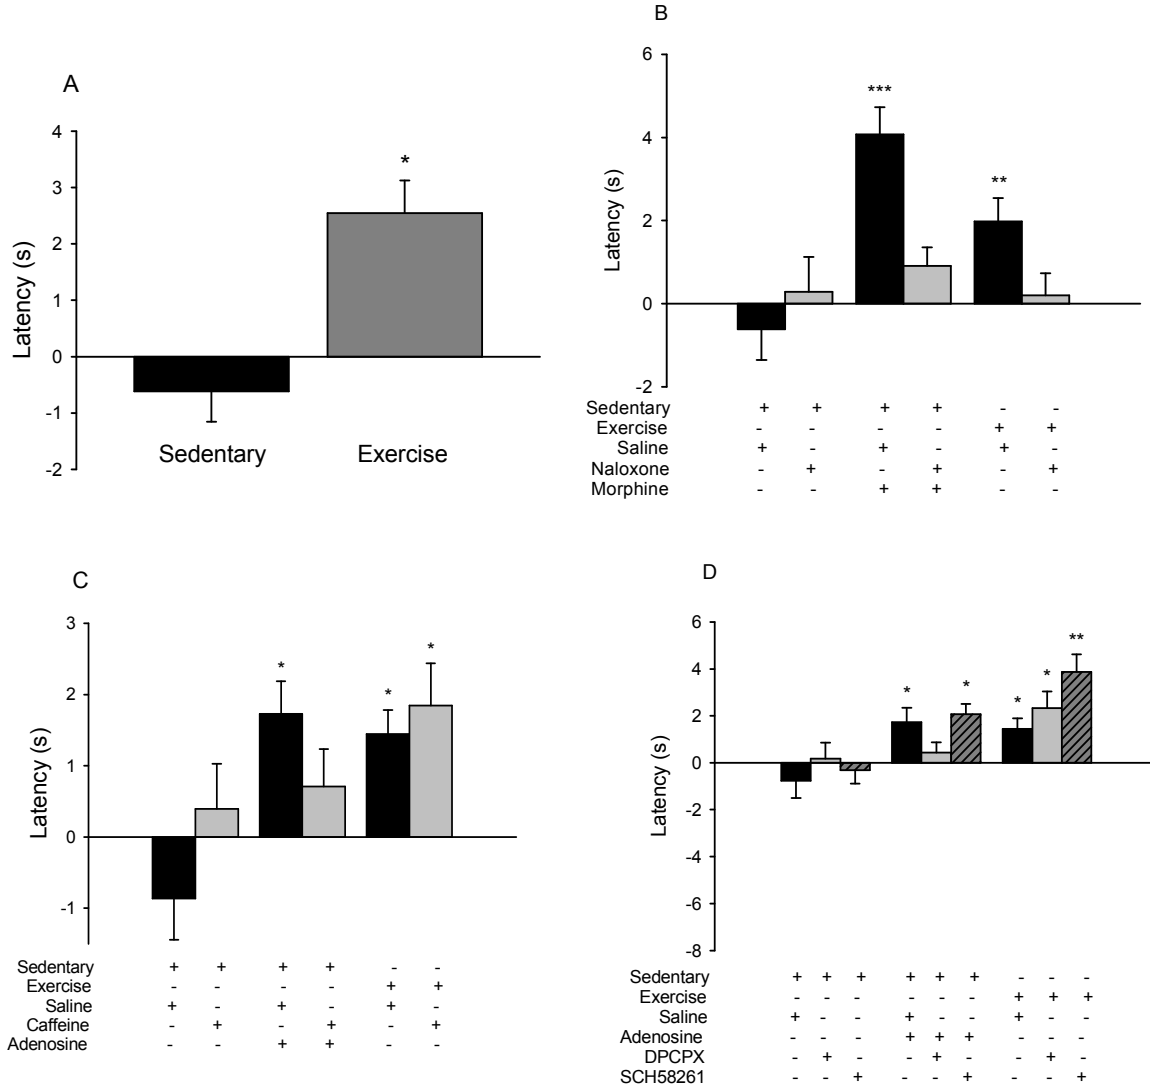 A
4
3
2
1
0
-1
-2
Latency (s)
*
Sedentary Exercise
B
6
4
2
0
-2
Latency (s)
***
**
Sedentary + + + + - -
Exercise - - - - + +
Saline + - + - + -
Naloxone - + - + - +
Morphine - - + + - -
C
3
2
1
0
-1
Latency (s)
* * *
Sedentary + + + + - -
Exercise - - - - + +
Saline + - + - + -
Caffeine - + - + - +
Adenosine - - + + - -
D
6
4
2
0
-2
-4
-6
-8
Latency (s)
* * * * **
Sedentary + + + + + + - - -
Exercise - - - - - - + + +
Saline + - - + - - + - -
Adenosine - - - + + + - - -
DPCPX - + - - + - - + -
SCH58261 - - + - - + - - +